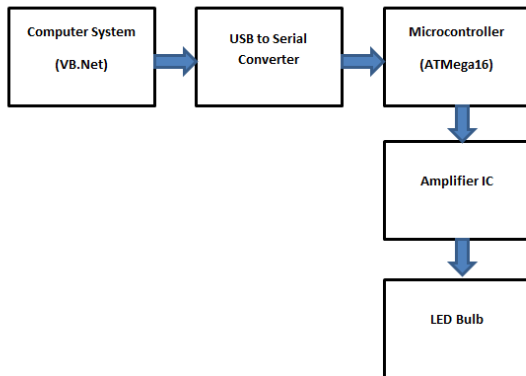 Computer System
(VB.Net)
USB to Serial
Converter
Microcontroller
(ATMega16)
Amplifier IC
LED Bulb